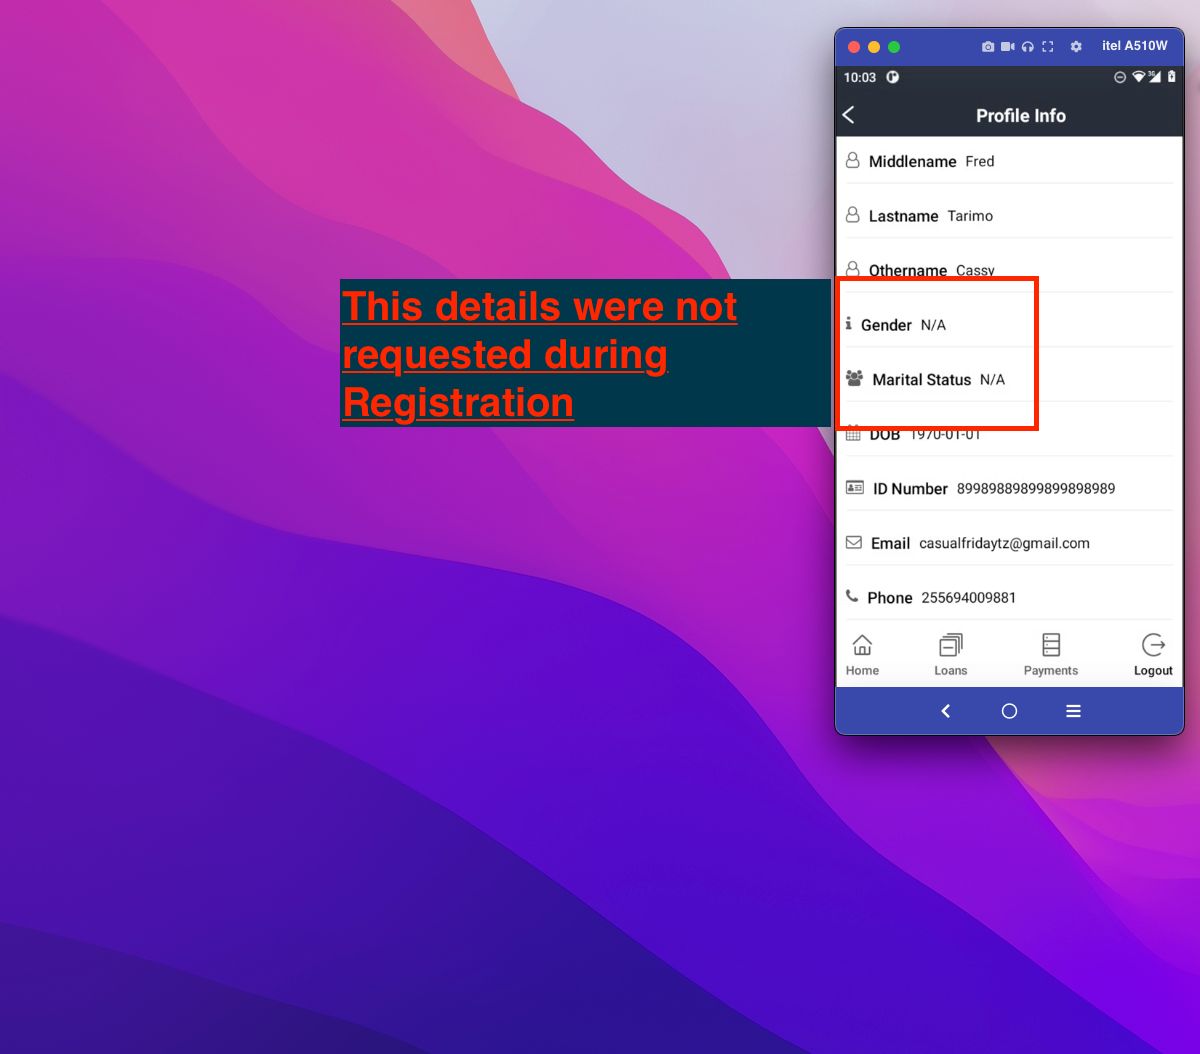 itel A510W
10:03
3G
Profile Info
Middlename Fred
Lastname Tarimo
Othername Cassy
This details were not
requested during
Registration
Gender N/A
Marital Status N/A
DOB 1970-01-01
ID Number 89989889899899898989
Email casualfridaytz@gmail.com
Phone 255694009881
Home Loans Payments Logout